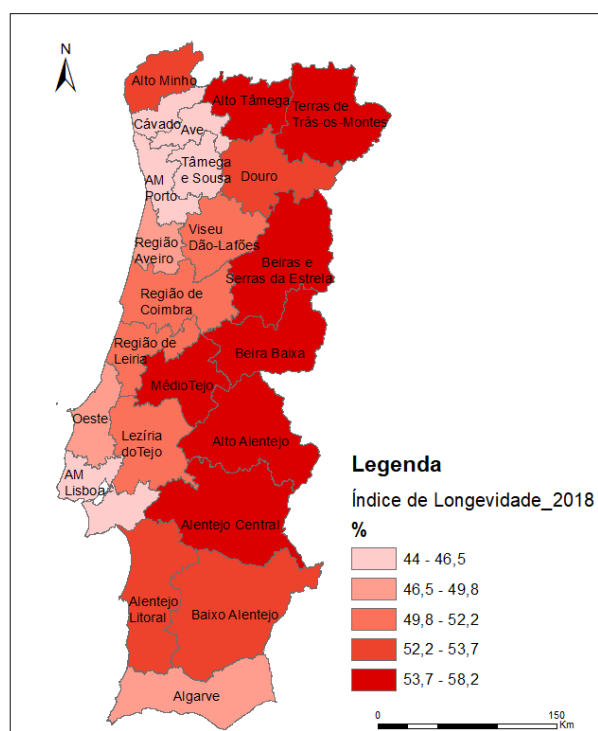 N
Alto Minho
Alto Tâmega
Terras de
Trás-os-Montes
Cávado
Ave
Tâmega
e Sousa
AM
Porto
Douro
Viseu
Dão-Lafões
Região
Aveiro
Beiras e
Serras da Estrela
Região de
Coimbra
Região de
Leiria
Beira Baixa
MédioTejo
Oeste
Lezíria
doTejo
Alto Alentejo
AM
Lisboa
Alentejo Central
Alentejo
Litoral
Baixo Alentejo
Algarve
Legenda
Índice de Longevidade_2018
%
44 - 46,5
46,5 - 49,8
49,8 - 52,2
52,2 - 53,7
53,7 - 58,2
0
150
Km